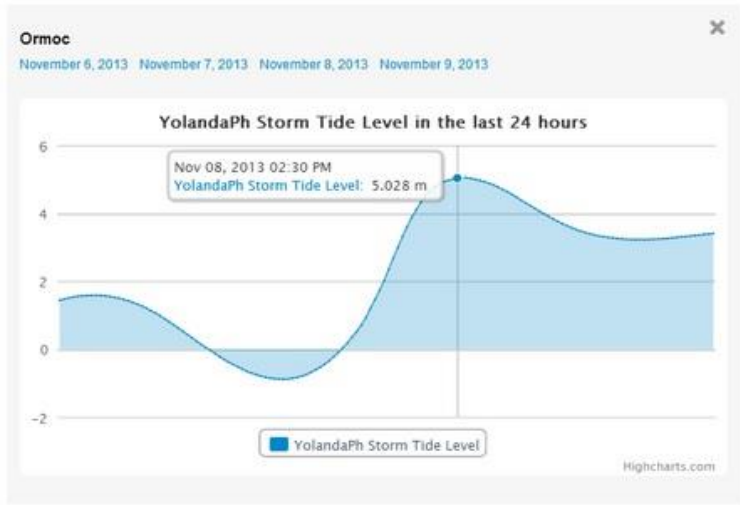 Ormoc
November 6, 2013 November 7, 2013 November 8, 2013 November 9, 2013
YolandaPh Storm Tide Level in the last 24 hours
6
Nov 08, 2013 02:30 PM
YolandaPh Storm Tide Level: 5.028 m
4
2
0
-2
YolandaPh Storm Tide Level
Highcharts.com